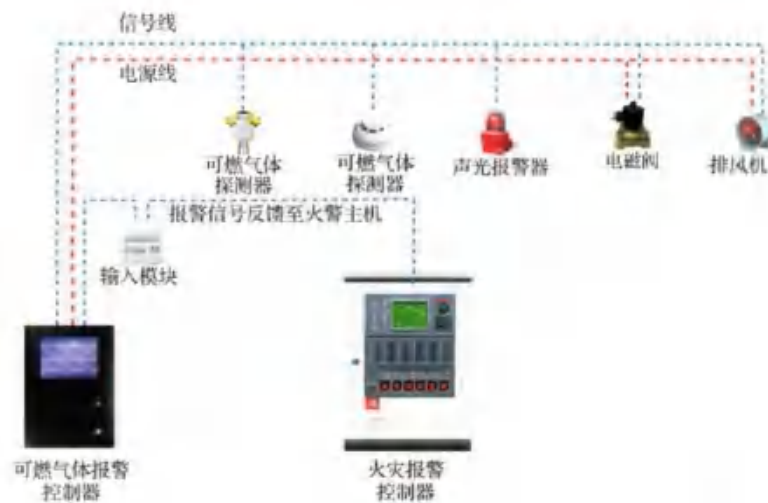 信号线
电源线
可燃气体
探测器
可燃气体
探测器
声光报警器
电磁阀
排风机
报警信号反馈至火警主机
输入模块
可燃气体报警
控制器
火灾报警
控制器